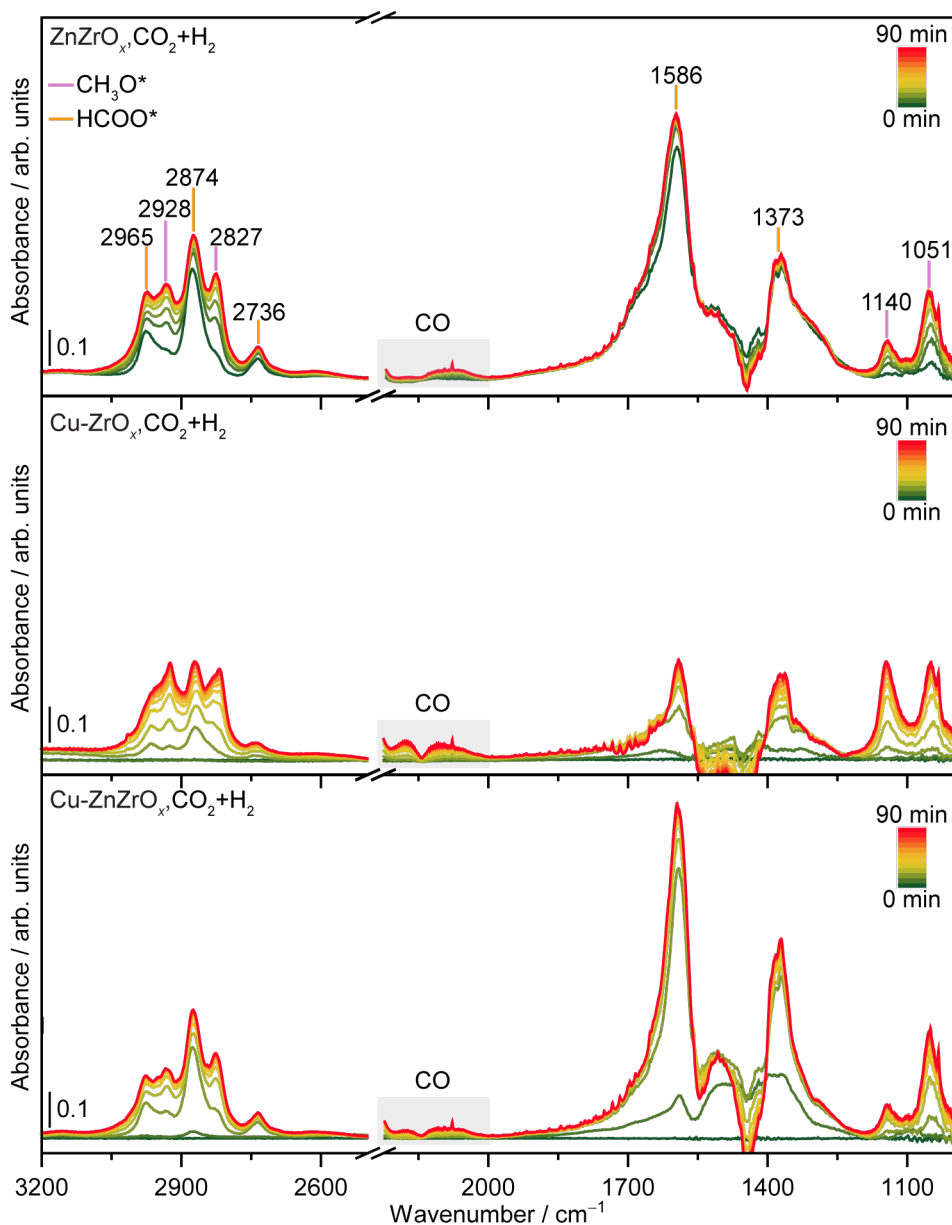 ZnZrOₓ,CO₂+H₂
90 min
0 min
CH₃O*
HCOO*
1586
2874
2928
2965
2827
2736
1373
1051
1140
CO
0.1
Absorbance / arb. units
Cu-ZrOₓ,CO₂+H₂
90 min
0 min
CO
0.1
Absorbance / arb. units
Cu-ZnZrOₓ,CO₂+H₂
90 min
0 min
CO
0.1
Absorbance / arb. units
3200 2900 2600 2000 1700 1400 1100
Wavenumber / cm⁻¹